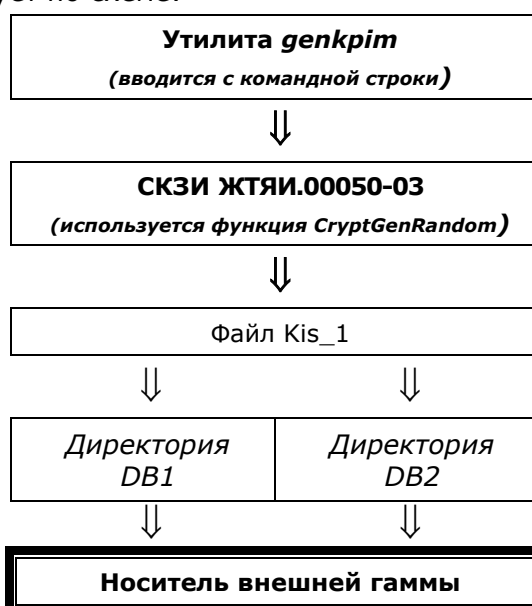 Утилита genkpim
(вводится с командной строки)
⇓
СКЗИ ЖТЯИ.00050-03
(используется функция CryptGenRandom)
⇓
Файл Kis_1
⇓ ⇓
Директория Директория
DB1 DB2
⇓ ⇓
Носитель внешней гаммы